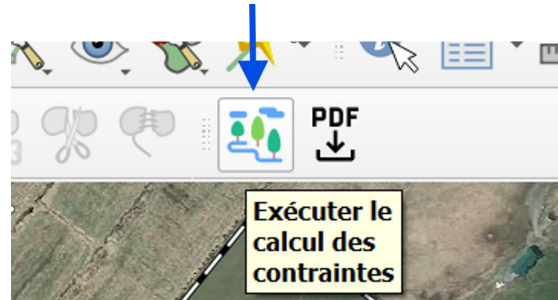 PDF
Exécuter le
calcul des
contraintes